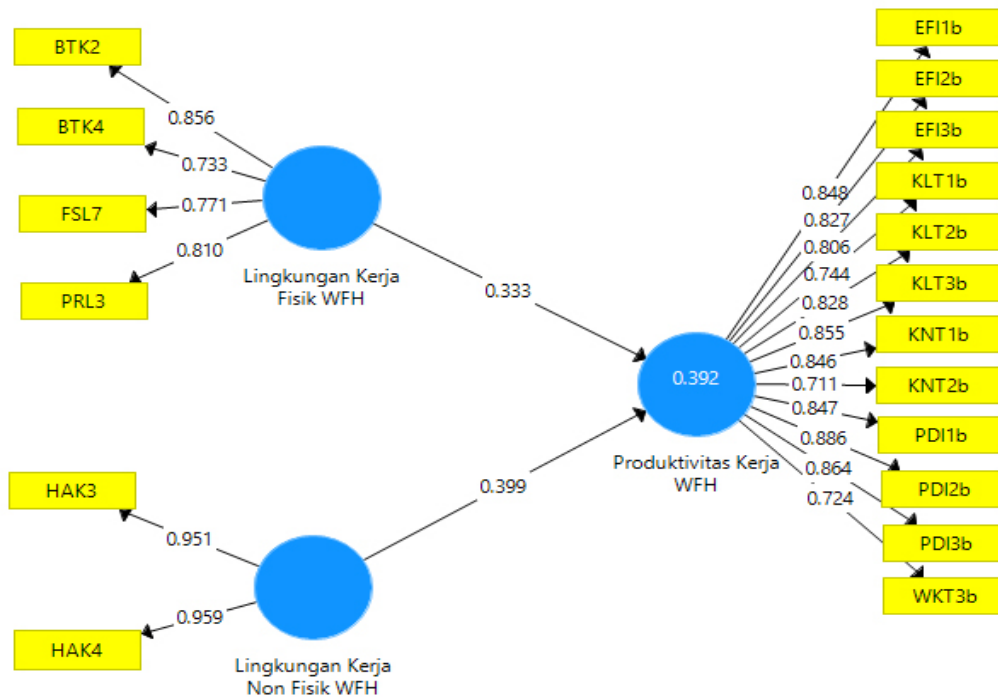 BTK2
BTK4
FSL7
PRL3
0.856
0.733
0.771
0.810
Lingkungan Kerja
Fisik WFH
0.333
HAK3
HAK4
0.951
0.959
Lingkungan Kerja
Non Fisik WFH
0.399
0.392
Produktivitas Kerja
WFH
0.848
0.827
0.806
0.744
0.828
0.855
0.846
0.711
0.847
0.886
0.864
0.724
EFI1b
EFI2b
EFI3b
KLT1b
KLT2b
KLT3b
KNT1b
KNT2b
PDI1b
PDI2b
PDI3b
WKT3b